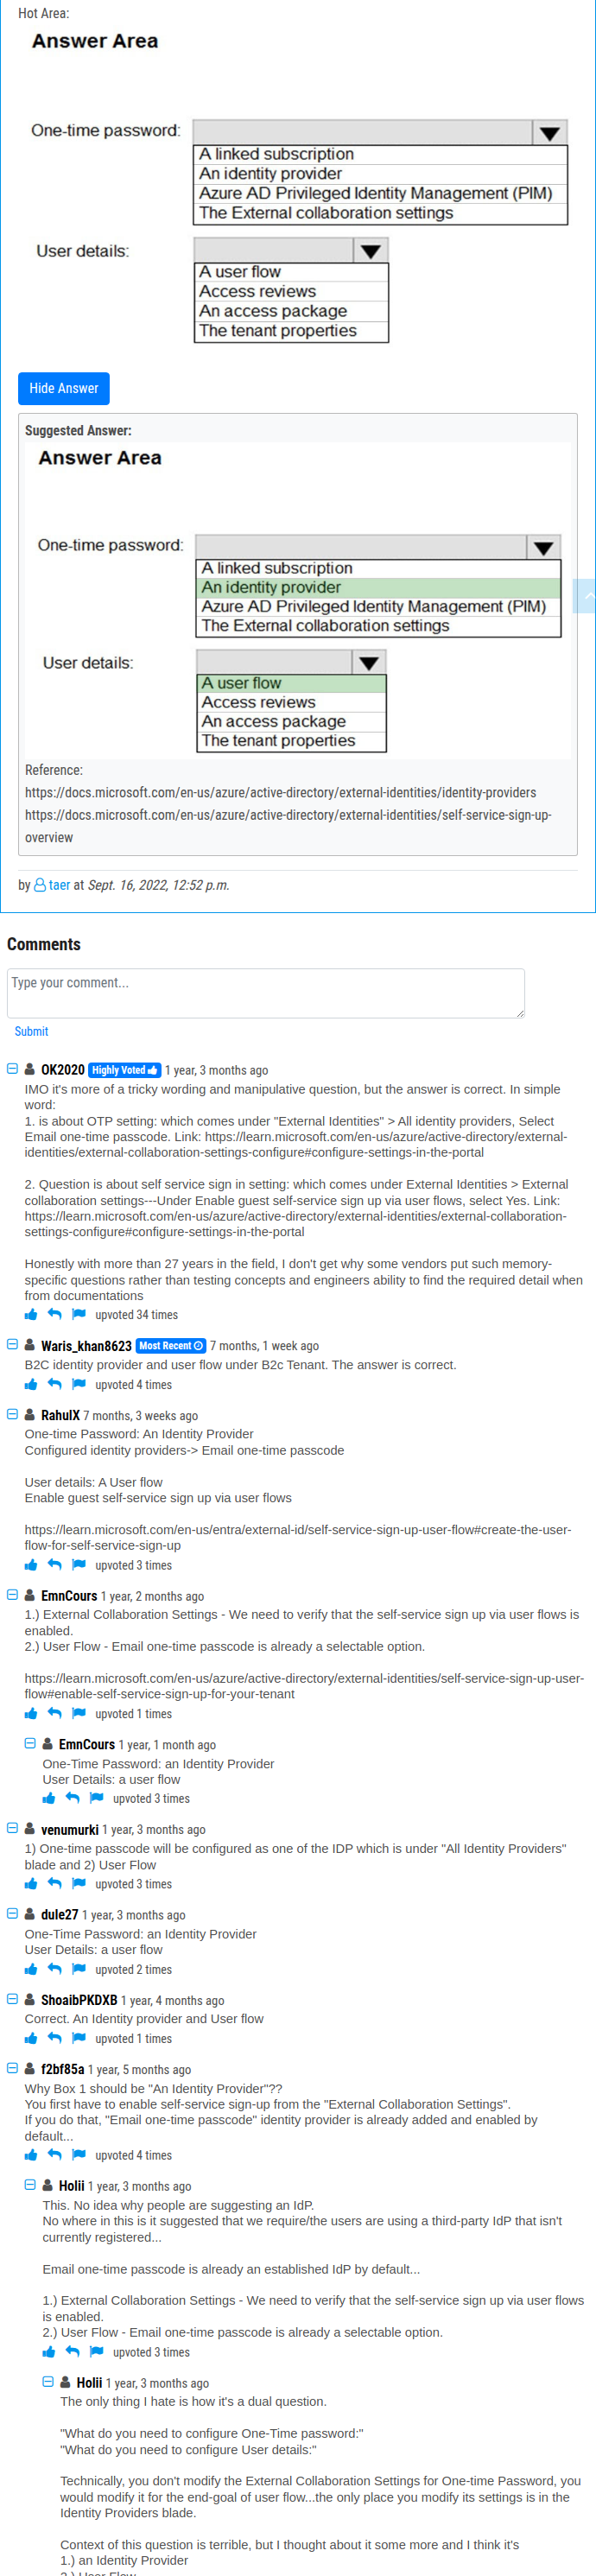 Hot Area:
Answer Area
One-time password:
A linked subscription
An identity provider
Azure AD Privileged Identity Management (PIM)
The External collaboration settings
User details:
A user flow
Access reviews
An access package
The tenant properties
Hide Answer
Suggested Answer:
Answer Area
One-time password:
A linked subscription
An identity provider
Azure AD Privileged Identity Management (PIM)
The External collaboration settings
User details:
A user flow
Access reviews
An access package
The tenant properties
Reference:
https://docs.microsoft.com/en-us/azure/active-directory/external-identities/identity-providers
https://docs.microsoft.com/en-us/azure/active-directory/external-identities/self-service-sign-up-
overview
by taer at Sept. 16, 2022, 12:52 p.m.
Comments
Type your comment...
Submit
OK2020 Highly Voted 1 year, 3 months ago
IMO it's more of a tricky wording and manipulative question, but the answer is correct. In simple
word:
1. is about OTP setting: which comes under "External Identities" > All identity providers, Select
Email one-time passcode. Link: https://learn.microsoft.com/en-us/azure/active-directory/external-
identities/external-collaboration-settings-configure#configure-settings-in-the-portal
2. Question is about self service sign in setting: which comes under External Identities > External
collaboration settings---Under Enable guest self-service sign up via user flows, select Yes. Link:
https://learn.microsoft.com/en-us/azure/active-directory/external-identities/external-collaboration-
settings-configure#configure-settings-in-the-portal
Honestly with more than 27 years in the field, I don't get why some vendors put such memory-
specific questions rather than testing concepts and engineers ability to find the required detail when
from documentations
upvoted 34 times
Waris_khan8623 Most Recent 7 months, 1 week ago
B2C identity provider and user flow under B2c Tenant. The answer is correct.
upvoted 4 times
RahulX 7 months, 3 weeks ago
One-time Password: An Identity Provider
Configured identity providers-> Email one-time passcode
User details: A User flow
Enable guest self-service sign up via user flows
https://learn.microsoft.com/en-us/entra/external-id/self-service-sign-up-user-flow#create-the-user-
flow-for-self-service-sign-up
upvoted 3 times
EmnCours 1 year, 2 months ago
1.) External Collaboration Settings - We need to verify that the self-service sign up via user flows is
enabled.
2.) User Flow - Email one-time passcode is already a selectable option.
https://learn.microsoft.com/en-us/azure/active-directory/external-identities/self-service-sign-up-user-
flow#enable-self-service-sign-up-for-your-tenant
upvoted 1 times
EmnCours 1 year, 1 month ago
One-Time Password: an Identity Provider
User Details: a user flow
upvoted 3 times
venumurki 1 year, 3 months ago
1) One-time passcode will be configured as one of the IDP which is under "All Identity Providers"
blade and 2) User Flow
upvoted 3 times
dule27 1 year, 3 months ago
One-Time Password: an Identity Provider
User Details: a user flow
upvoted 2 times
ShoaibPKDXB 1 year, 4 months ago
Correct. An Identity provider and User flow
upvoted 1 times
f2bf85a 1 year, 5 months ago
Why Box 1 should be "An Identity Provider"??
You first have to enable self-service sign-up from the "External Collaboration Settings".
If you do that, "Email one-time passcode" identity provider is already added and enabled by
default...
upvoted 4 times
Holii 1 year, 3 months ago
This. No idea why people are suggesting an IdP.
No where in this is it suggested that we require/the users are using a third-party IdP that isn't
currently registered...
Email one-time passcode is already an established IdP by default...
1.) External Collaboration Settings - We need to verify that the self-service sign up via user flows
is enabled.
2.) User Flow - Email one-time passcode is already a selectable option.
upvoted 3 times
Holii 1 year, 3 months ago
The only thing I hate is how it's a dual question.
"What do you need to configure One-Time password:"
"What do you need to configure User details:"
Technically, you don't modify the External Collaboration Settings for One-time Password, you
would modify it for the end-goal of user flow...the only place you modify its settings is in the
Identity Providers blade.
Context of this question is terrible, but I thought about it some more and I think it's
1.) an Identity Provider
2.) User Flow